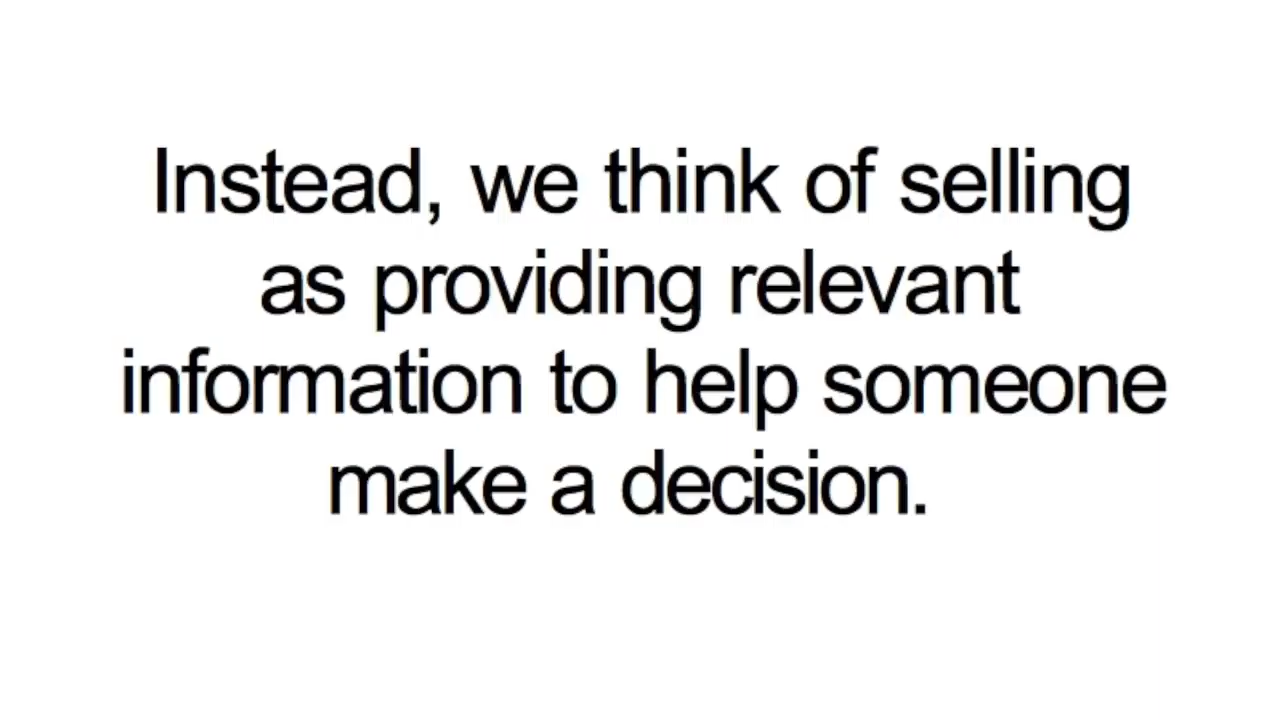 Instead, we think of selling
as providing relevant
information to help someone
make a decision.